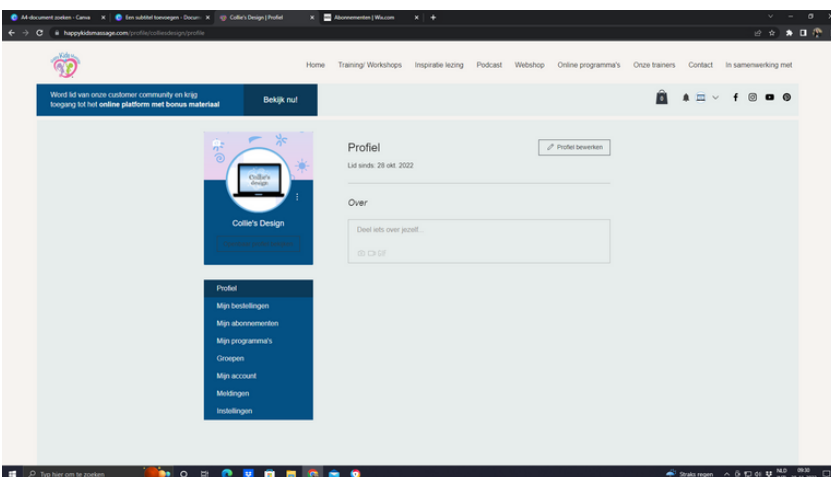 A4-document zoeken - Canva
Een subtitel toevoegen - Docum
Collie's Design | Profiel
Abonnementen | Wix.com
happykidsmassage.com/profile/colliesdesign/profile
Home Training/ Workshops Inspiratie lezing Podcast Webshop Online programma's Onze trainers Contact In samenwerking met
Word lid van onze customer community en krijg
toegang tot het online platform met bonus materiaal
Bekijk nu!
0
Collie's
design
Collie's Design
Profiel
Mijn bestellingen
Mijn abonnementen
Mijn programma's
Groepen
Mijn account
Meldingen
Instellingen
Profiel
Profiel bewerken
Lid sinds: 28 okt. 2022
Over
Deel iets over jezelf...
GIF
Typ hier om te zoeken
Straks regen
NLD
09:30